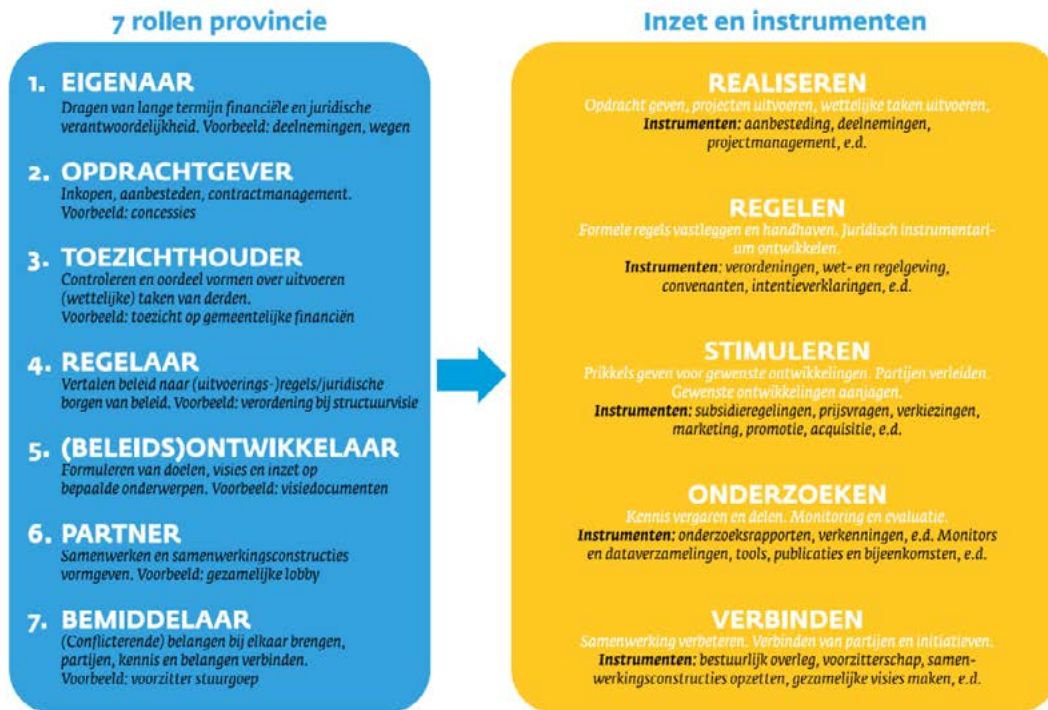 7 rollen provincie
1. EIGENAAR
Dragen van lange termijn financiële en juridische
verantwoordelijkheid. Voorbeeld: deelnemingen, wegen
2. OPDRACHTGEVER
Inkopen, aanbesteden, contractmanagement.
Voorbeeld: concessies
3. TOEZICHTHOUDER
Controleren en oordeel vormen over uitvoeren
(wettelijke) taken van derden.
Voorbeeld: toezicht op gemeentelijke financiën
4. REGELAAR
Vertalen beleid naar (uitvoerings-)regels/juridische
borgen van beleid. Voorbeeld: verordening bij structuurvisie
5. (BELEIDS)ONTWIKKELAAR
Formuleren van doelen, visies en inzet op
bepaalde onderwerpen. Voorbeeld: visiedocumenten
6. PARTNER
Samenwerken en samenwerkingsconstructies
vormgeven. Voorbeeld: gezamelijke lobby
7. BEMIDDELAAR
(Conflicterende) belangen bij elkaar brengen,
partijen, kennis en belangen verbinden.
Voorbeeld: voorzitter stuurgoep
Inzet en instrumenten
REALISEREN
Opdracht geven, projecten uitvoeren, wettelijke taken uitvoeren,
Instrumenten: aanbesteding, deelnemingen,
projectmanagement, e.d.
REGELEN
Formele regels vastleggen en handhaven. Juridisch instrumentari-
um ontwikkelen.
Instrumenten: verordeningen, wet- en regelgeving,
convenanten, intentieverklaringen, e.d.
STIMULEREN
Prikkels geven voor gewenste ontwikkelingen. Partijen verleiden.
Gewenste ontwikkelingen aanjagen.
Instrumenten: subsidieregelingen, prijsvragen, verkiezingen,
marketing, promotie, acquisitie, e.d.
ONDERZOEKEN
Kennis vergaren en delen. Monitoring en evaluatie.
Instrumenten: onderzoeksrapporten, verkenningen, e.d. Monitors
en dataverzamelingen, tools, publicaties en bijeenkomsten, e.d.
VERBINDEN
Samenwerking verbeteren. Verbinden van partijen en initiatieven.
Instrumenten: bestuurlijk overleg, voorzitterschap, samen-
werkingsconstructies opzetten, gezamelijke visies maken, e.d.